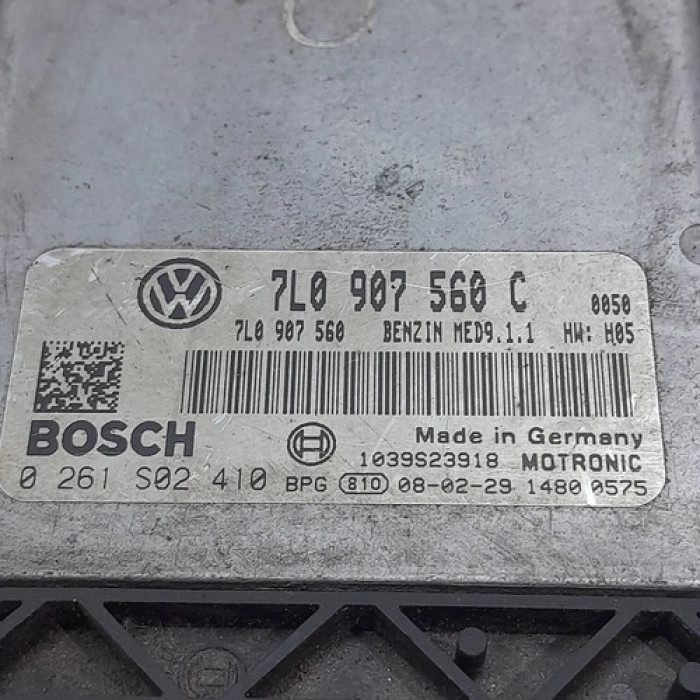 7L0 907 560 C 0050
7L0 907 560 BENZIN MED9.1.1 HW: H05
BOSCH Made in Germany
1039S23918 MOTRONIC
0 261 S02 410 BPG 810 08-02-29 1480 0575